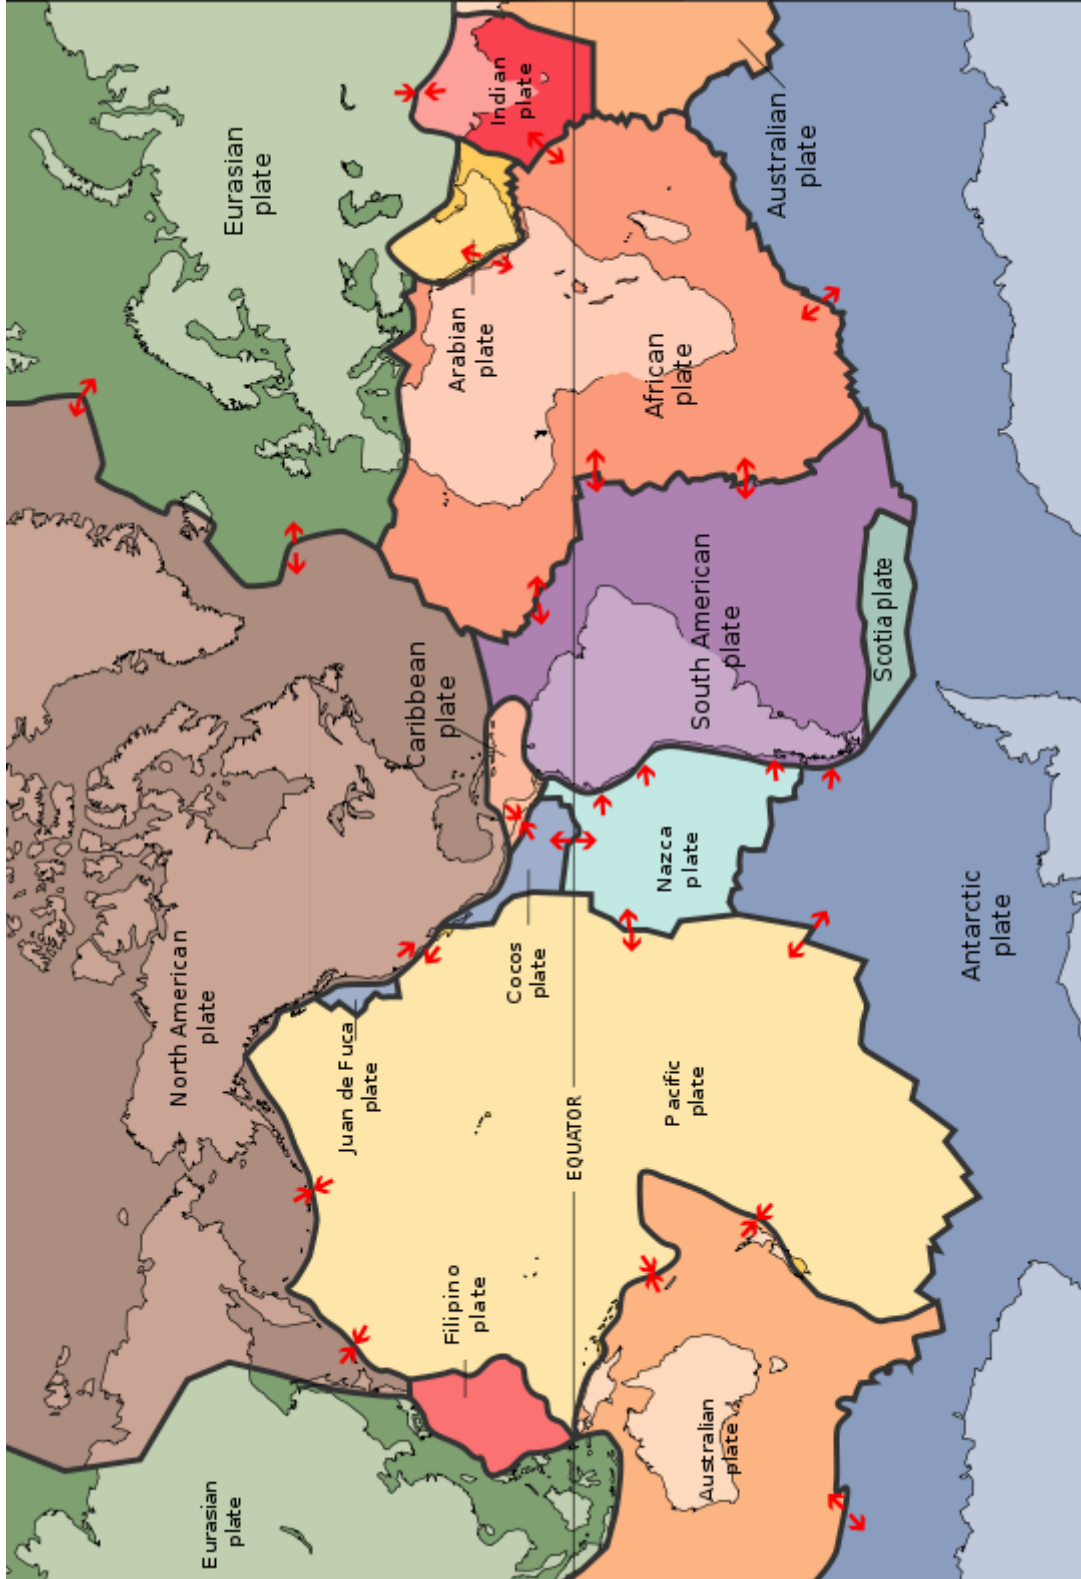 Eurasian
plate
North American
plate
Eurasian
plate
Juan de Fuca
plate
Caribbean
plate
Arabian
plate
Indian
plate
Filipino
plate
Cocos
plate
EQUATOR
Pacific
plate
Nazca
plate
South American
plate
African
plate
Australian
plate
Australian
plate
Scotia plate
Antarctic
plate